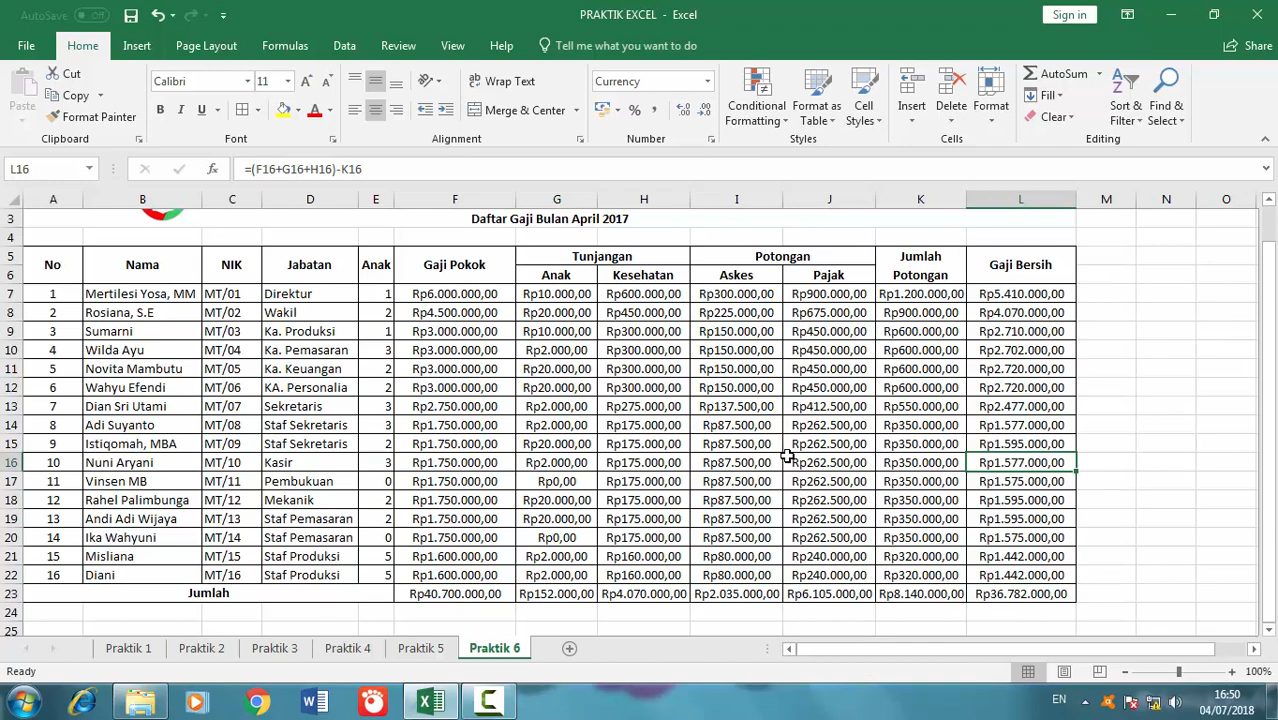 AutoSave Off PRAKTIK EXCEL - Excel Sign in
File Home Insert Page Layout Formulas Data Review View Help Tell me what you want to do Share
Paste Cut Calibri 11 Wrap Text Currency Conditional Formatting Format as Table Cell Styles Insert Delete Format AutoSum Sort & Filter Find & Select
Copy Merge & Center Fill
Format Painter Clear
Clipboard Font Alignment Number Styles Cells Editing
L16 =(F16+G16+H16)-K16
A B C D E F G H I J K L M N O
3 Daftar Gaji Bulan April 2017
4
5 No Nama NIK Jabatan Anak Gaji Pokok Tunjangan Potongan Jumlah Potongan Gaji Bersih
6 Anak Kesehatan Askes Pajak
7 1 Mertilesi Yosa, MM MT/01 Direktur 1 Rp6.000.000,00 Rp10.000,00 Rp600.000,00 Rp300.000,00 Rp900.000,00 Rp1.200.000,00 Rp5.410.000,00
8 2 Rosiana, S.E MT/02 Wakil 2 Rp4.500.000,00 Rp20.000,00 Rp450.000,00 Rp225.000,00 Rp675.000,00 Rp900.000,00 Rp4.070.000,00
9 3 Sumarni MT/03 Ka. Produksi 1 Rp3.000.000,00 Rp10.000,00 Rp300.000,00 Rp150.000,00 Rp450.000,00 Rp600.000,00 Rp2.710.000,00
10 4 Wilda Ayu MT/04 Ka. Pemasaran 3 Rp3.000.000,00 Rp2.000,00 Rp300.000,00 Rp150.000,00 Rp450.000,00 Rp600.000,00 Rp2.702.000,00
11 5 Novita Mambutu MT/05 Ka. Keuangan 2 Rp3.000.000,00 Rp20.000,00 Rp300.000,00 Rp150.000,00 Rp450.000,00 Rp600.000,00 Rp2.720.000,00
12 6 Wahyu Efendi MT/06 KA. Personalia 2 Rp3.000.000,00 Rp20.000,00 Rp300.000,00 Rp150.000,00 Rp450.000,00 Rp600.000,00 Rp2.720.000,00
13 7 Dian Sri Utami MT/07 Sekretaris 3 Rp2.750.000,00 Rp2.000,00 Rp275.000,00 Rp137.500,00 Rp412.500,00 Rp550.000,00 Rp2.477.000,00
14 8 Adi Suyanto MT/08 Staf Sekretaris 3 Rp1.750.000,00 Rp2.000,00 Rp175.000,00 Rp87.500,00 Rp262.500,00 Rp350.000,00 Rp1.577.000,00
15 9 Istiqomah, MBA MT/09 Staf Sekretaris 2 Rp1.750.000,00 Rp20.000,00 Rp175.000,00 Rp87.500,00 Rp262.500,00 Rp350.000,00 Rp1.595.000,00
16 10 Nuni Aryani MT/10 Kasir 3 Rp1.750.000,00 Rp2.000,00 Rp175.000,00 Rp87.500,00 Rp262.500,00 Rp350.000,00 Rp1.577.000,00
17 11 Vinsen MB MT/11 Pembukuan 0 Rp1.750.000,00 Rp0,00 Rp175.000,00 Rp87.500,00 Rp262.500,00 Rp350.000,00 Rp1.575.000,00
18 12 Rahel Palimbunga MT/12 Mekanik 2 Rp1.750.000,00 Rp20.000,00 Rp175.000,00 Rp87.500,00 Rp262.500,00 Rp350.000,00 Rp1.595.000,00
19 13 Andi Adi Wijaya MT/13 Staf Pemasaran 2 Rp1.750.000,00 Rp20.000,00 Rp175.000,00 Rp87.500,00 Rp262.500,00 Rp350.000,00 Rp1.595.000,00
20 14 Ika Wahyuni MT/14 Staf Pemasaran 0 Rp1.750.000,00 Rp0,00 Rp175.000,00 Rp87.500,00 Rp262.500,00 Rp350.000,00 Rp1.575.000,00
21 15 Misliana MT/15 Staf Produksi 5 Rp1.600.000,00 Rp2.000,00 Rp160.000,00 Rp80.000,00 Rp240.000,00 Rp320.000,00 Rp1.442.000,00
22 16 Diani MT/16 Staf Produksi 5 Rp1.600.000,00 Rp2.000,00 Rp160.000,00 Rp80.000,00 Rp240.000,00 Rp320.000,00 Rp1.442.000,00
23 Jumlah Rp40.700.000,00 Rp152.000,00 Rp4.070.000,00 Rp2.035.000,00 Rp6.105.000,00 Rp8.140.000,00 Rp36.782.000,00
24
25
Praktik 1 Praktik 2 Praktik 3 Praktik 4 Praktik 5 Praktik 6
Ready 100%
EN 16:50
04/07/2018